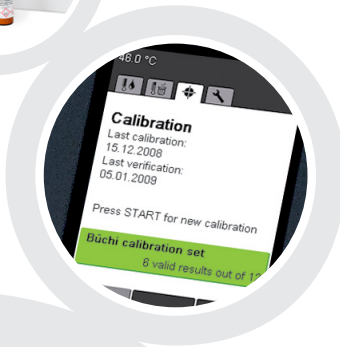 46.0 °C
Calibration
Last calibration:
15.12.2008
Last verification:
05.01.2009
Press START for new calibration
Büchi calibration set
6 valid results out of